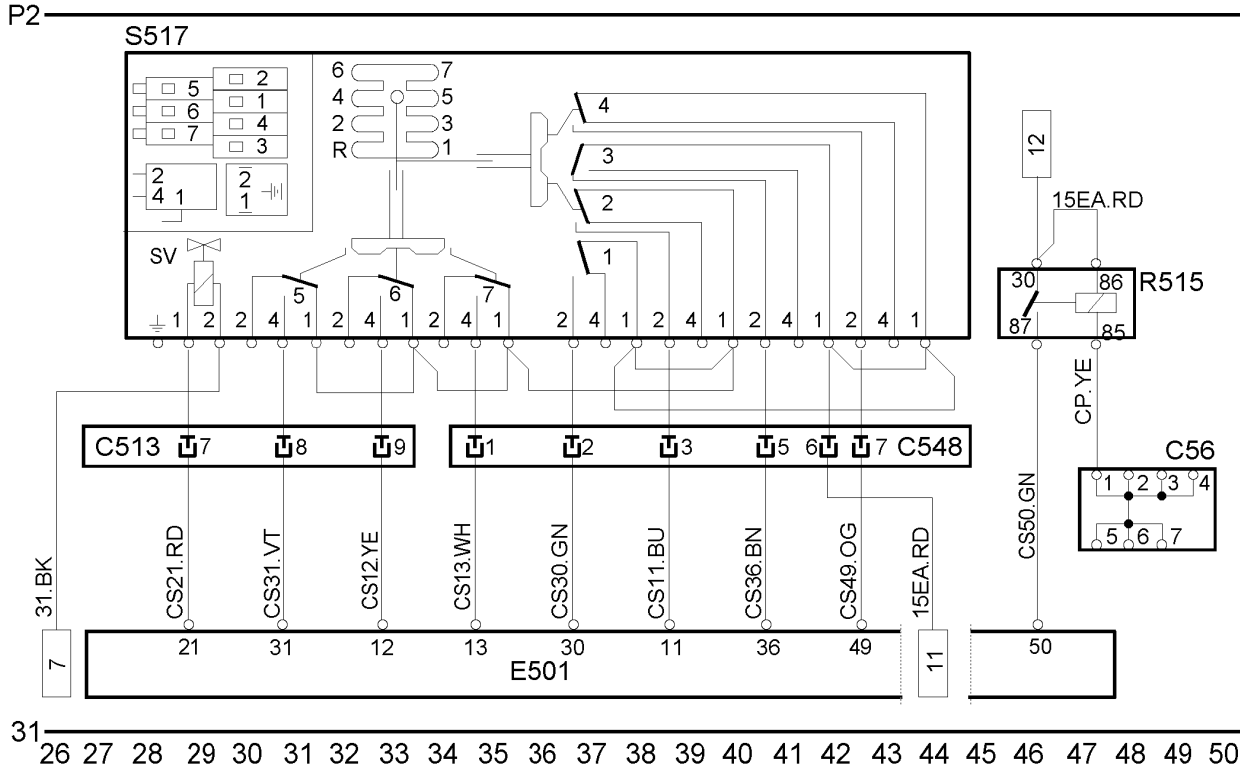 P2
S517
5 2
6 1
7 4
3
2
4 1
2
1
SV
6 7
4 5
2 3
R 1
4
3
2
1
5 6 7
1 2 2 4 1 2 4 1 2 4 1 2 4 1 2 4 1 2 4 1 2 4 1
12
15EA.RD
30 86
R515
87 85
CP.YE
C513 7 8 9
1 2 3 5 6 7 C548
C56
1 2 3 4
5 6 7
31.BK
CS21.RD
CS31.VT
CS12.YE
CS13.WH
CS30.GN
CS11.BU
CS36.BN
CS49.OG
15EA.RD
CS50.GN
7
21 31 12 13 30 11 36 49
11
50
E501
31
26 27 28 29 30 31 32 33 34 35 36 37 38 39 40 41 42 43 44 45 46 47 48 49 50